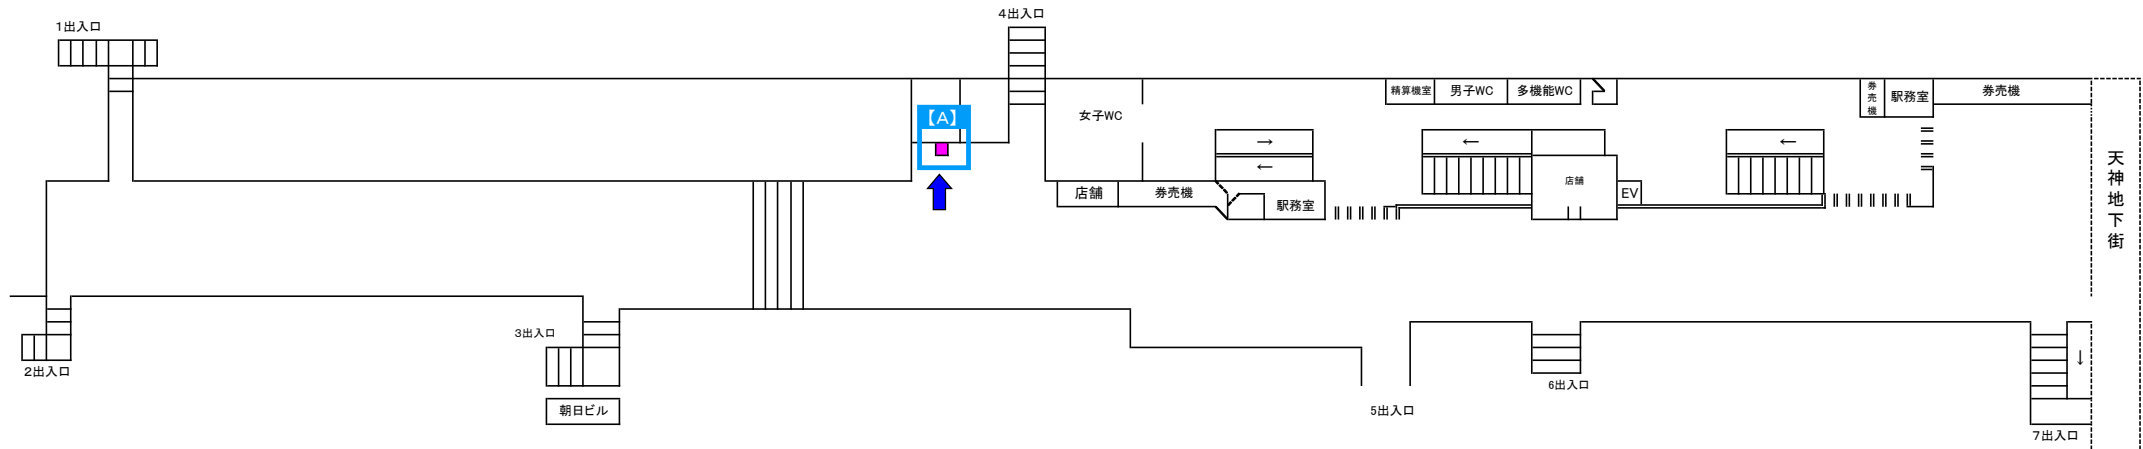 4出入口
1出入口
精算機室
男子WC
多機能WC
券売機
駅務室
券売機
【A】
女子WC
→
←
←
←
天神地下街
店舗
券売機
駅務室
店舗
EV
3出入口
2出入口
朝日ビル
5出入口
6出入口
↓
7出入口